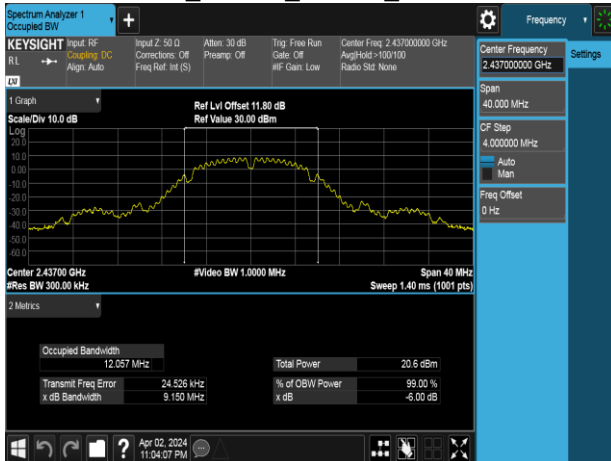 Spectrum Analyzer 1
Occupied BW
Frequency
KEYSIGHT
RL
LXI
Input: RF
Coupling: DC
Align: Auto
Input Z: 50 Ω
Corrections: Off
Freq Ref: Int (S)
Atten: 30 dB
Preamp: Off
Trig: Free Run
Gate: Off
#IF Gain: Low
Center Freq: 2.437000000 GHz
Avg|Hold:>100/100
Radio Std: None
Center Frequency
2.437000000 GHz
Settings
Span
40.000 MHz
CF Step
4.000000 MHz
Auto
Man
Freq Offset
0 Hz
1 Graph
Scale/Div 10.0 dB
Ref Lvl Offset 11.80 dB
Ref Value 30.00 dBm
Log
20.0
10.0
0.00
-10.0
-20.0
-30.0
-40.0
-50.0
-60.0
Center 2.43700 GHz
#Res BW 300.00 kHz
#Video BW 1.0000 MHz
Span 40 MHz
Sweep 1.40 ms (1001 pts)
2 Metrics
Occupied Bandwidth
12.057 MHz
Total Power 20.6 dBm
Transmit Freq Error 24.526 kHz % of OBW Power 99.00 %
x dB Bandwidth 9.150 MHz x dB -6.00 dB
?
Apr 02, 2024
11:04:07 PM